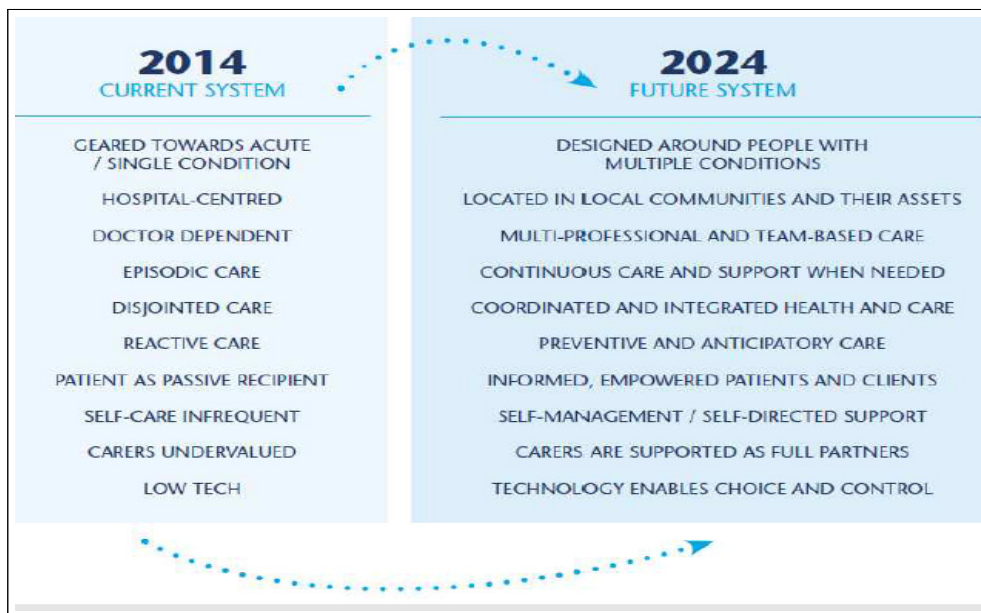 2014
CURRENT SYSTEM
GEARED TOWARDS ACUTE
/ SINGLE CONDITION
HOSPITAL-CENTRED
DOCTOR DEPENDENT
EPISODIC CARE
DISJOINTED CARE
REACTIVE CARE
PATIENT AS PASSIVE RECIPIENT
SELF-CARE INFREQUENT
CARERS UNDERVALUED
LOW TECH
2024
FUTURE SYSTEM
DESIGNED AROUND PEOPLE WITH
MULTIPLE CONDITIONS
LOCATED IN LOCAL COMMUNITIES AND THEIR ASSETS
MULTI-PROFESSIONAL AND TEAM-BASED CARE
CONTINUOUS CARE AND SUPPORT WHEN NEEDED
COORDINATED AND INTEGRATED HEALTH AND CARE
PREVENTIVE AND ANTICIPATORY CARE
INFORMED, EMPOWERED PATIENTS AND CLIENTS
SELF-MANAGEMENT / SELF-DIRECTED SUPPORT
CARERS ARE SUPPORTED AS FULL PARTNERS
TECHNOLOGY ENABLES CHOICE AND CONTROL